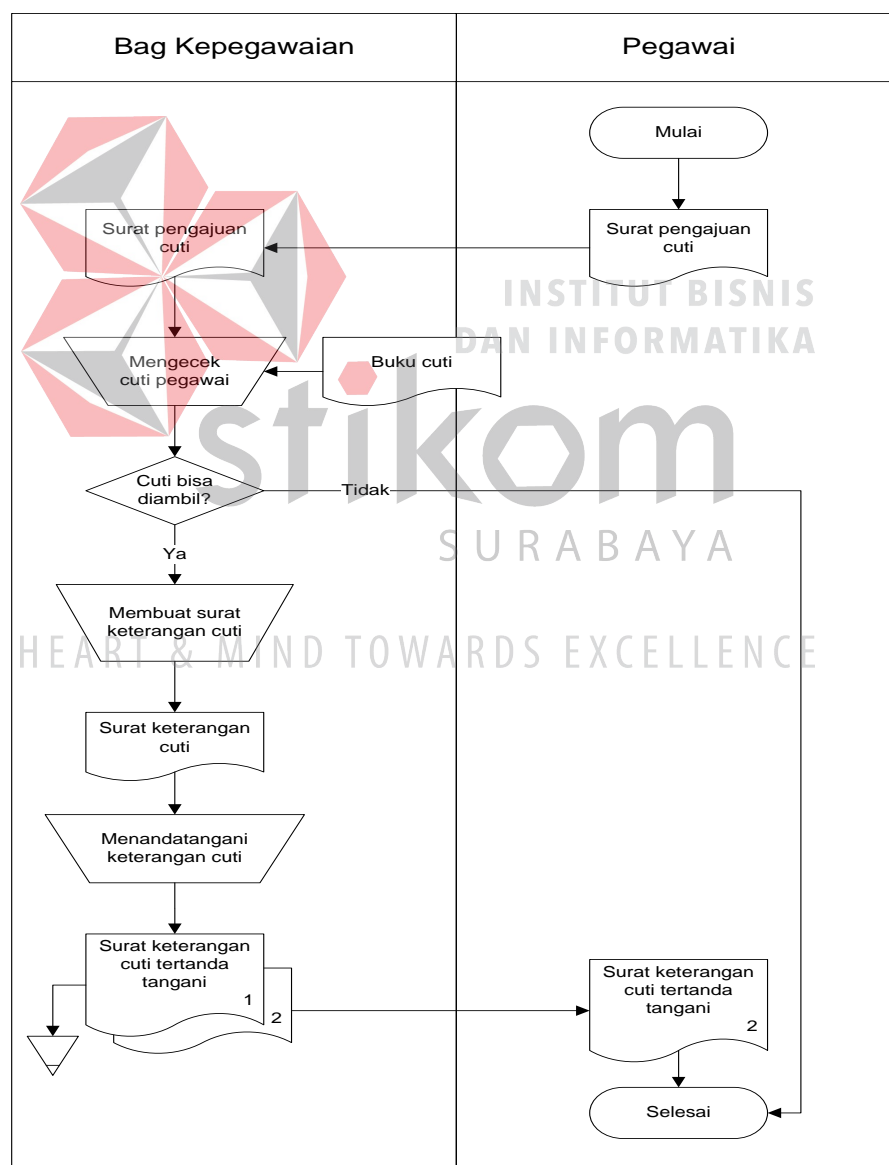 Bag Kepegawaian
Pegawai
Mulai
Surat pengajuan
cuti
Surat pengajuan
cuti
INSTITUT BISNIS
DAN INFORMATIKA
Mengecek
cuti pegawai
Buku cuti
stikom
SURABAYA
Cuti bisa
diambil?
Tidak
Ya
Membuat surat
keterangan cuti
HEART & MIND TOWARDS EXCELLENCE
Surat keterangan
cuti
Menandatangani
keterangan cuti
Surat keterangan
cuti tertanda
tangani
1
2
Surat keterangan
cuti tertanda
tangani
2
Selesai